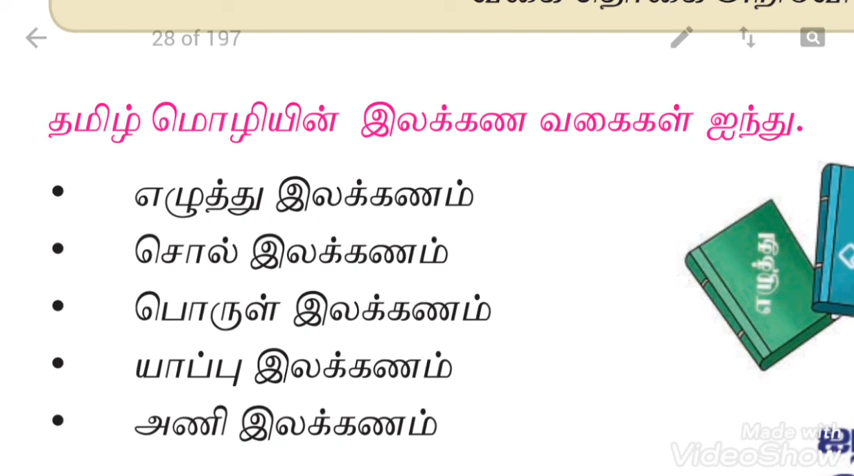 28 of 197
தமிழ் மொழியின் இலக்கண வகைகள் ஐந்து.
• எழுத்து இலக்கணம்
• சொல் இலக்கணம்
• பொருள் இலக்கணம்
• யாப்பு இலக்கணம்
• அணி இலக்கணம்
எழுத்து
Made with
VideoShow